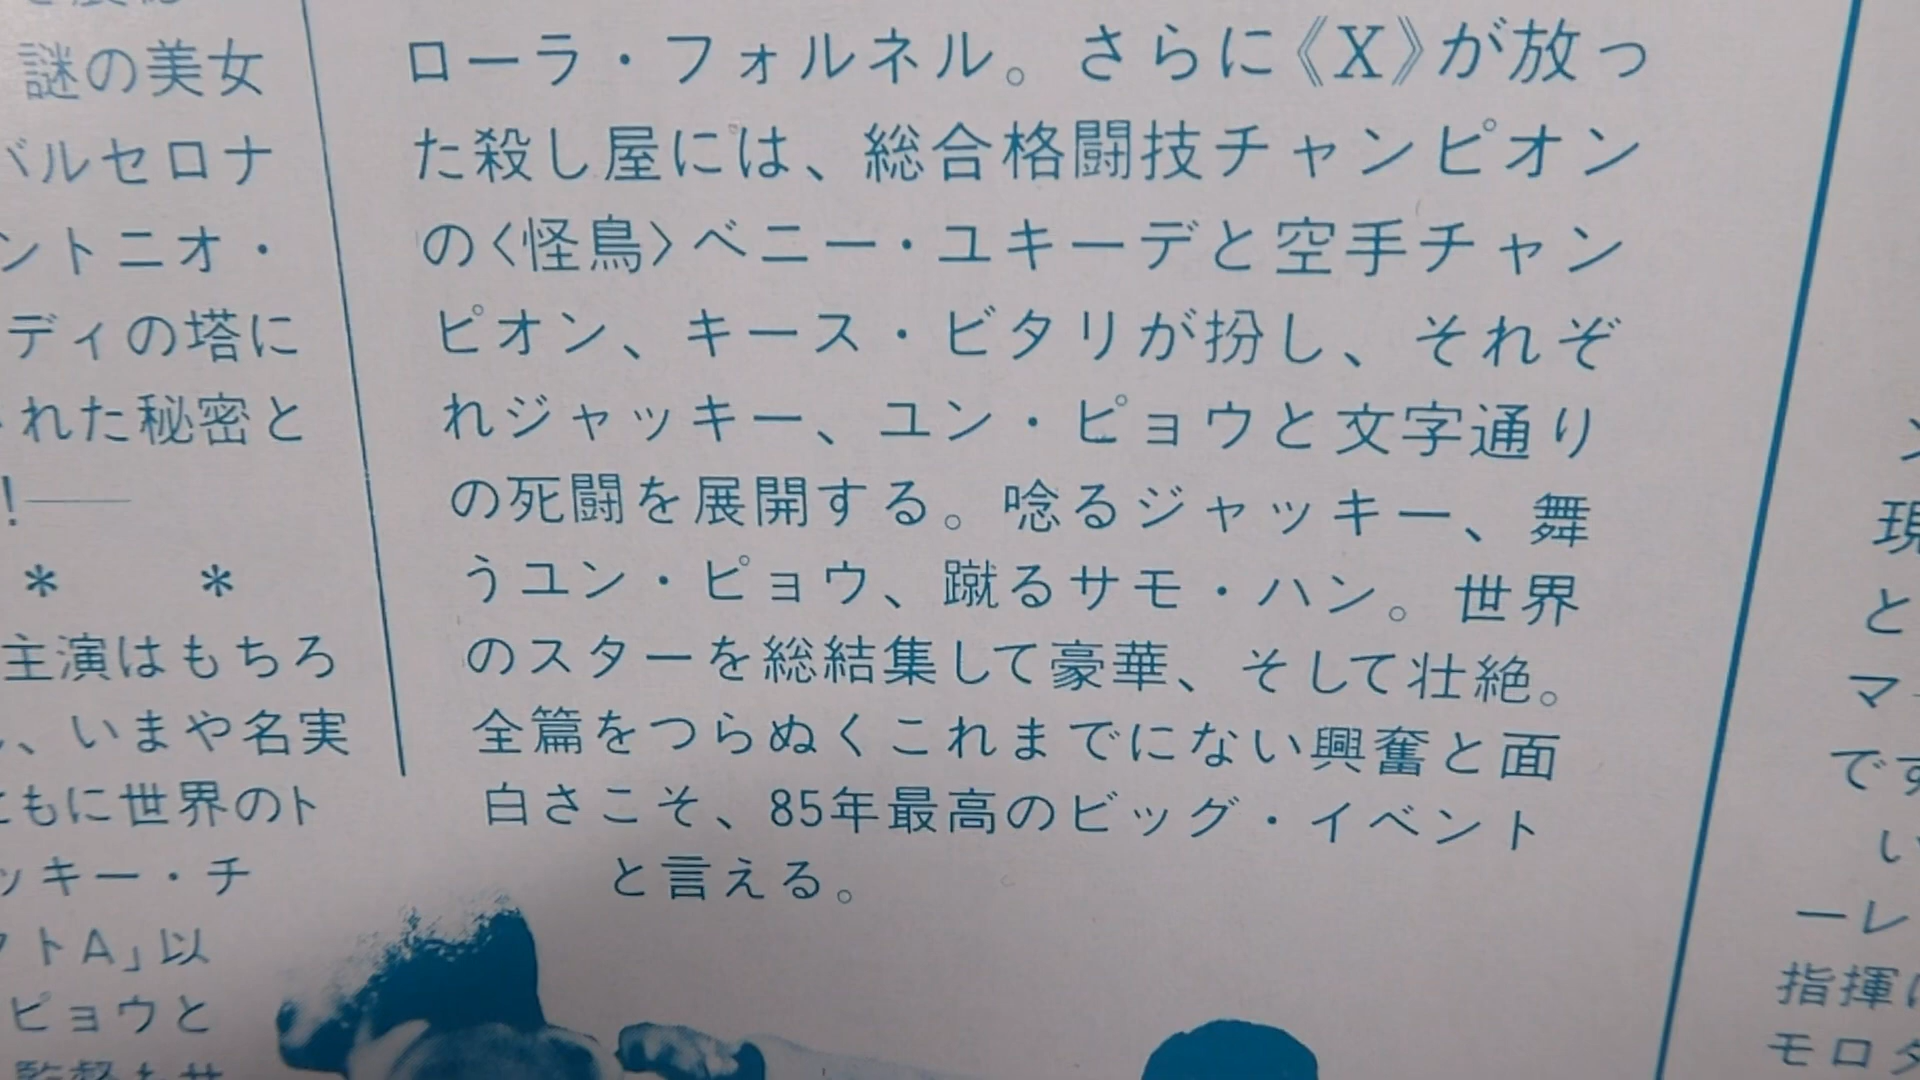 謎の美女
バルセロナ
ントニオ・
ディの塔に
れた秘密と
!——
＊ ＊
主演はもちろ
、いまや名実
ともに世界のト
ッキー・チ
クトA」以
ピョウと
監督もサ
ローラ・フォルネル。さらに《X》が放っ
た殺し屋には、総合格闘技チャンピオン
の〈怪鳥〉ベニー・ユキーデと空手チャン
ピオン、キース・ビタリが扮し、それぞ
れジャッキー、ユン・ピョウと文字通り
の死闘を展開する。唸るジャッキー、舞
うユン・ピョウ、蹴るサモ・ハン。世界
のスターを総結集して豪華、そして壮絶。
全篇をつらぬくこれまでにない興奮と面
白さこそ、85年最高のビッグ・イベント
と言える。
現
と
マ
です
い
ーレ
指揮
モロ